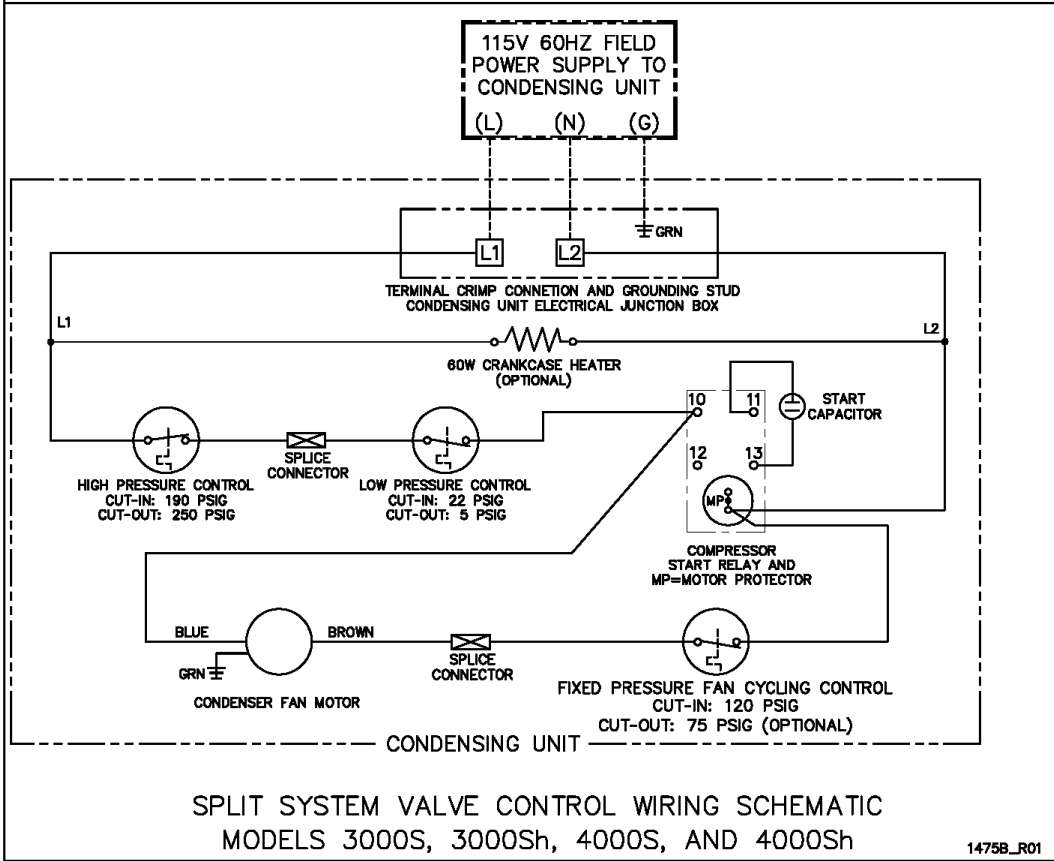 115V 60HZ FIELD
POWER SUPPLY TO
CONDENSING UNIT
(L) (N) (G)
GRN
L1 L2
TERMINAL CRIMP CONNETION AND GROUNDING STUD
CONDENSING UNIT ELECTRICAL JUNCTION BOX
L1
L2
60W CRANKCASE HEATER
(OPTIONAL)
10 11
START
CAPACITOR
12 13
MP
SPLICE
CONNECTOR
HIGH PRESSURE CONTROL
CUT-IN: 190 PSIG
CUT-OUT: 250 PSIG
LOW PRESSURE CONTROL
CUT-IN: 22 PSIG
CUT-OUT: 5 PSIG
COMPRESSOR
START RELAY AND
MP=MOTOR PROTECTOR
BLUE
BROWN
GRN
SPLICE
CONNECTOR
CONDENSER FAN MOTOR
FIXED PRESSURE FAN CYCLING CONTROL
CUT-IN: 120 PSIG
CUT-OUT: 75 PSIG (OPTIONAL)
CONDENSING UNIT
SPLIT SYSTEM VALVE CONTROL WIRING SCHEMATIC
MODELS 3000S, 3000Sh, 4000S, AND 4000Sh
1475B_R01